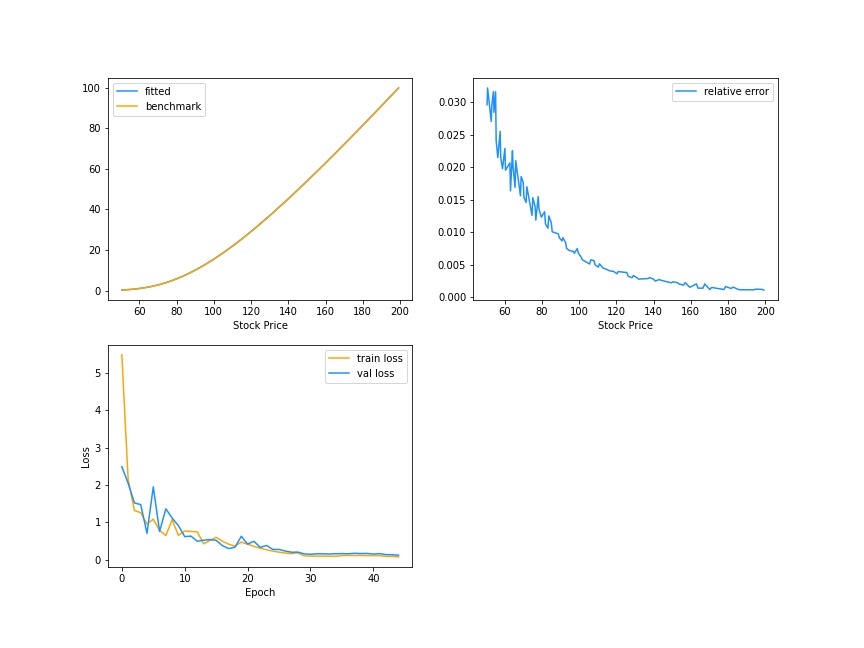 fitted
benchmark
100
80
60
40
20
0
60 80 100 120 140 160 180 200
Stock Price
relative error
0.030
0.025
0.020
0.015
0.010
0.005
0.000
60 80 100 120 140 160 180 200
Stock Price
train loss
val loss
5
4
3
2
1
0
Loss
0 10 20 30 40
Epoch